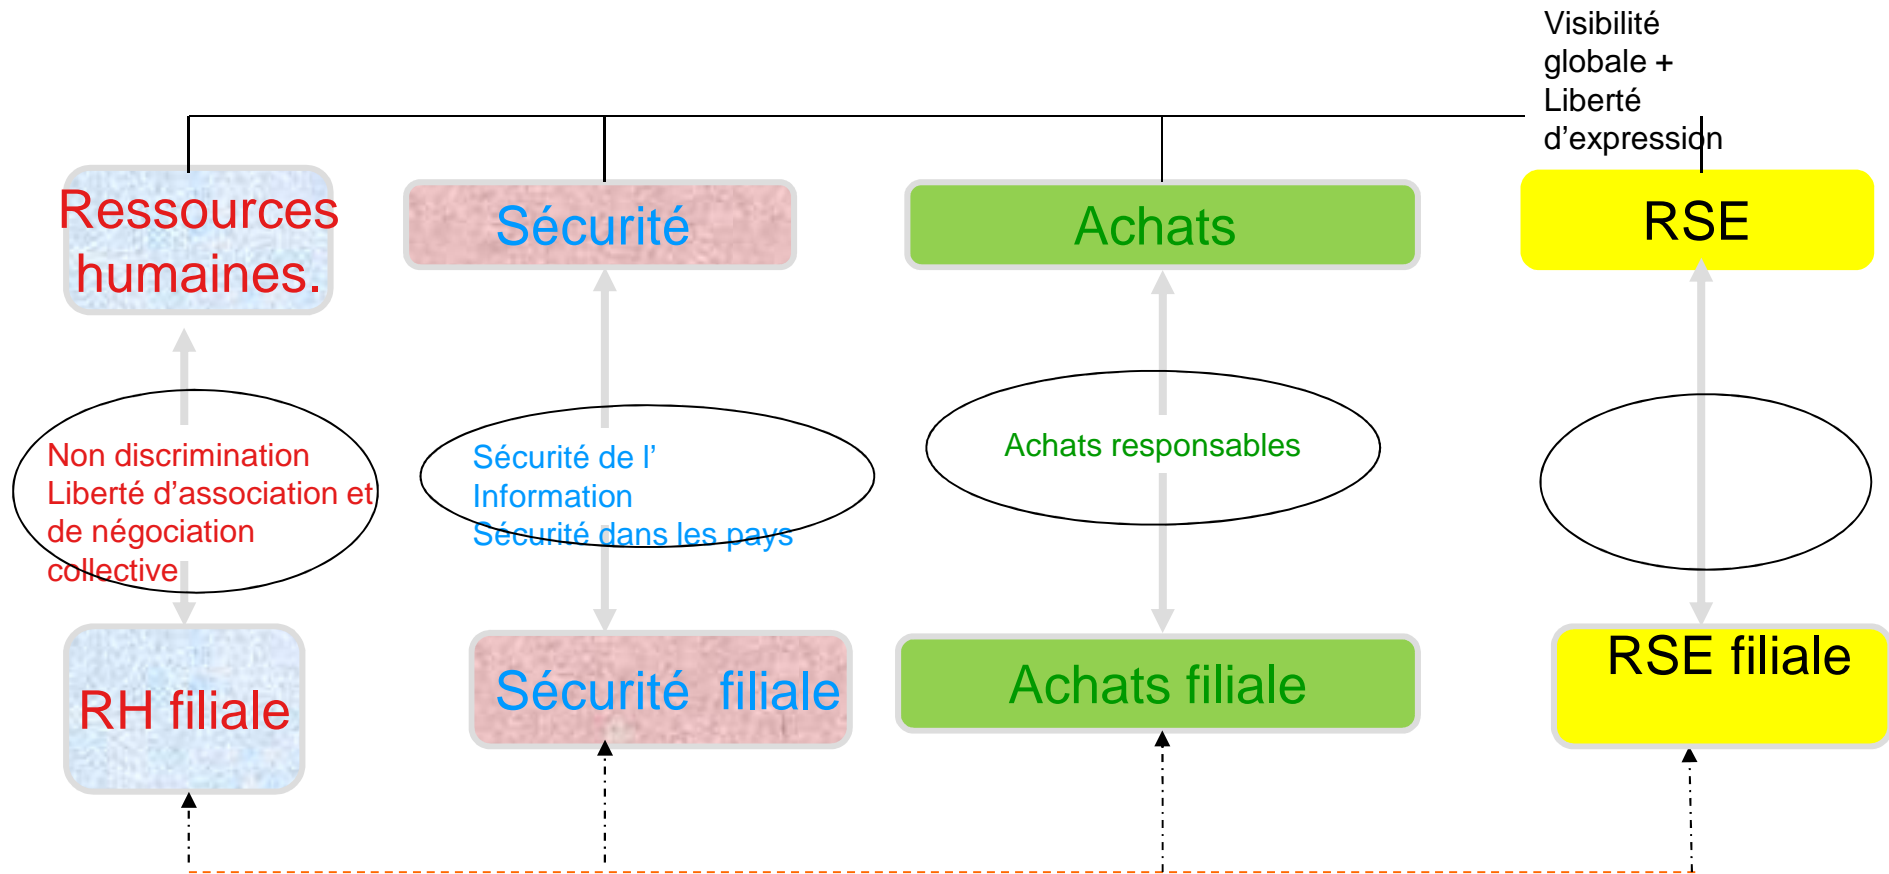 Visibilité
globale +
Liberté
d’expression
Ressources
humaines.
Sécurité
Achats
RSE
Non discrimination
Liberté d’association et
de négociation
collective
Sécurité de l’
Information
Sécurité dans les pays
Achats responsables
RH filiale
Sécurité  filiale
Achats filiale
RSE filiale